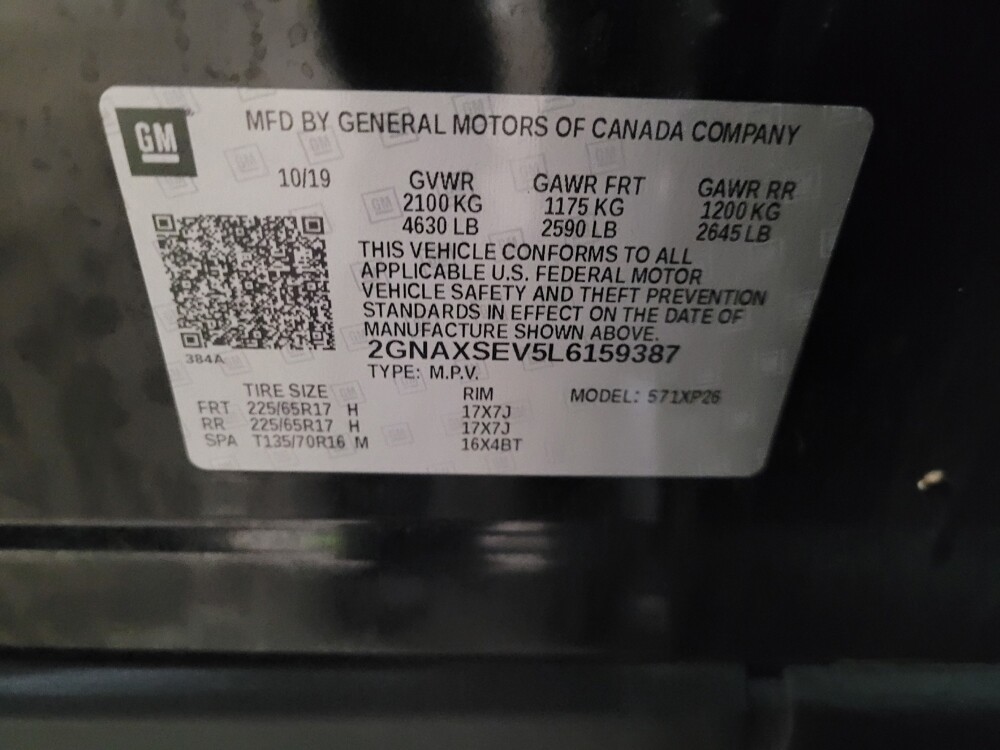 GM
MFD BY GENERAL MOTORS OF CANADA COMPANY
10/19
GVWR GAWR FRT GAWR RR
2100 KG 1175 KG 1200 KG
4630 LB 2590 LB 2645 LB
THIS VEHICLE CONFORMS TO ALL
APPLICABLE U.S. FEDERAL MOTOR
VEHICLE SAFETY AND THEFT PREVENTION
STANDARDS IN EFFECT ON THE DATE OF
MANUFACTURE SHOWN ABOVE.
384A
2GNAXSEV5L6159387
TYPE: M.P.V.
TIRE SIZE RIM MODEL: 571XP26
FRT 225/65R17 H 17X7J
RR 225/65R17 H 17X7J
SPA T135/70R16 M 16X4BT